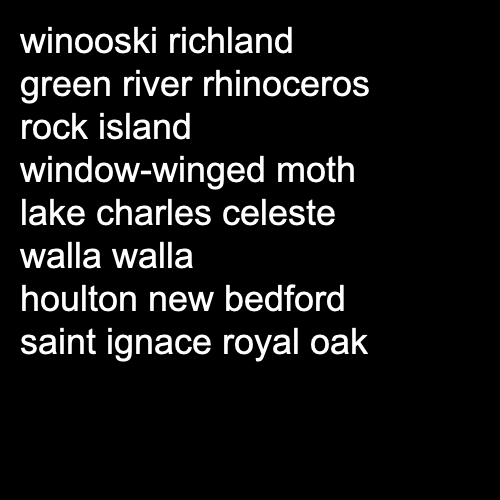 winooski richland
green river rhinoceros
rock island
window-winged moth
lake charles celeste
walla walla
houlton new bedford
saint ignace royal oak